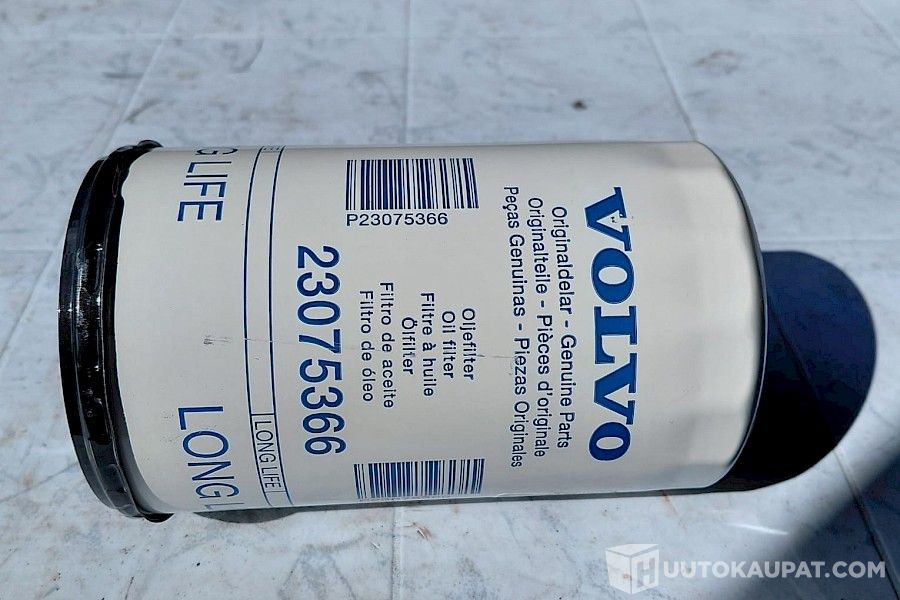 VOLVO
Originaldelar - Genuine Parts
Originalteile - Pièces d'originale
Peças Genuinas - Piezas Originales
Oljefilter
Oil filter
Filtre à huile
Ölfilter
Filtro de aceite
Filtro de óleo
P23075366
23075366
LONG LIFE
G LIFE
LONG L
HUUTOKAUPAT.COM